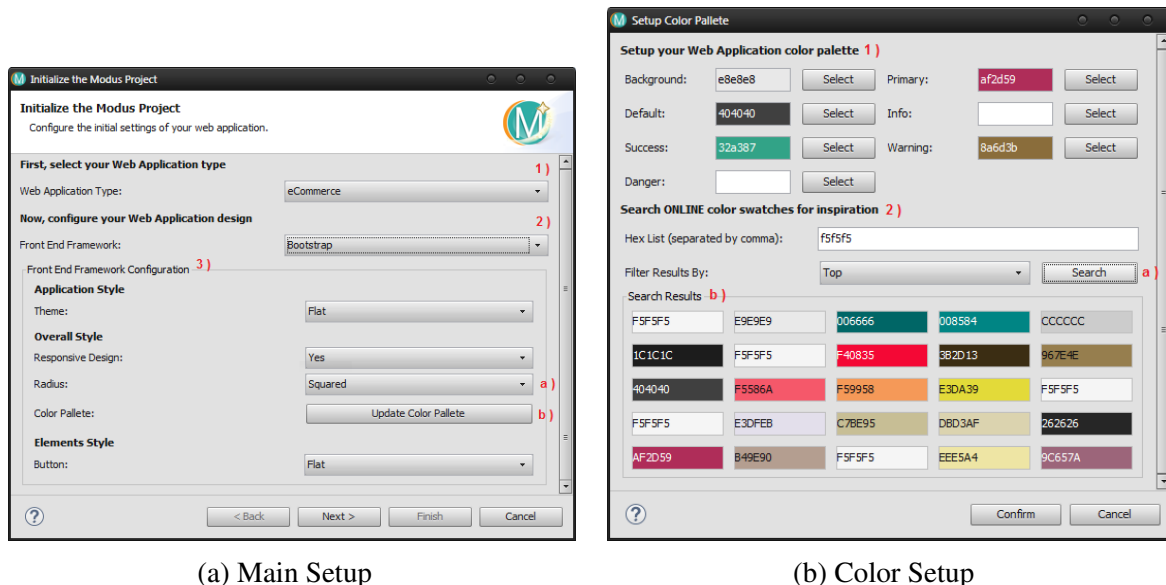 Initialize the Modus Project
Initialize the Modus Project
Configure the initial settings of your web application.
First, select your Web Application type
1 )
Web Application Type: eCommerce
Now, configure your Web Application design
2 )
Front End Framework: Bootstrap
Front End Framework Configuration 3 )
Application Style
Theme: Flat
Overall Style
Responsive Design: Yes
Radius: Squared a )
Color Pallete: Update Color Pallete b )
Elements Style
Button: Flat
? < Back Next > Finish Cancel
(a) Main Setup
Setup Color Pallete
Setup your Web Application color palette 1 )
Background: e8e8e8 Select Primary: af2d59 Select
Default: 404040 Select Info: Select
Success: 32a387 Select Warning: 8a6d3b Select
Danger: Select
Search ONLINE color swatches for inspiration 2 )
Hex List (separated by comma): f5f5f5
Filter Results By: Top Search a )
Search Results b )
F5F5F5 E9E9E9 006666 008584 CCCCCC
1C1C1C F5F5F5 F40835 3B2D13 967E4E
404040 F5586A F59958 E3DA39 F5F5F5
F5F5F5 E3DFEB C7BE95 DBD3AF 262626
AF2D59 B49E90 F5F5F5 EEE5A4 9C657A
? Confirm Cancel
(b) Color Setup